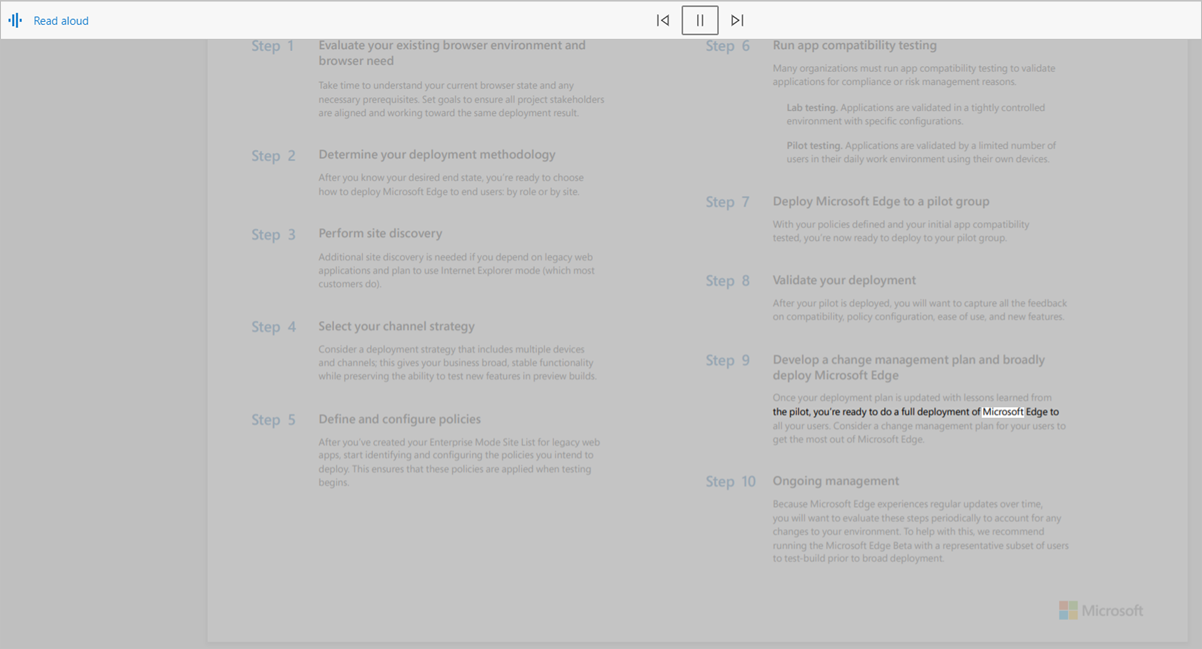 Read aloud
Step 1
Evaluate your existing browser environment and
browser need
Take time to understand your current browser state and any
necessary prerequisites. Set goals to ensure all project stakeholders
are aligned and working toward the same deployment result.
Step 2
Determine your deployment methodology
After you know your desired end state, you're ready to choose
how to deploy Microsoft Edge to end users: by role or by site.
Step 3
Perform site discovery
Additional site discovery is needed if you depend on legacy web
applications and plan to use Internet Explorer mode (which most
customers do).
Step 4
Select your channel strategy
Consider a deployment strategy that includes multiple devices
and channels; this gives your business broad, stable functionality
while preserving the ability to test new features in preview builds.
Step 5
Define and configure policies
After you've created your Enterprise Mode Site List for legacy web
apps, start identifying and configuring the policies you intend to
deploy. This ensures that these policies are applied when testing
begins.
Step 6
Run app compatibility testing
Many organizations must run app compatibility testing to validate
applications for compliance or risk management reasons.
Lab testing. Applications are validated in a tightly controlled
environment with specific configurations.
Pilot testing. Applications are validated by a limited number of
users in their daily work environment using their own devices.
Step 7
Deploy Microsoft Edge to a pilot group
With your policies defined and your initial app compatibility
tested, you're now ready to deploy to your pilot group.
Step 8
Validate your deployment
After your pilot is deployed, you will want to capture all the feedback
on compatibility, policy configuration, ease of use, and new features.
Step 9
Develop a change management plan and broadly
deploy Microsoft Edge
Once your deployment plan is updated with lessons learned from
the pilot, you're ready to do a full deployment of Microsoft Edge to
all your users. Consider a change management plan for your users to
get the most out of Microsoft Edge.
Step 10
Ongoing management
Because Microsoft Edge experiences regular updates over time,
you will want to evaluate these steps periodically to account for any
changes to your environment. To help with this, we recommend
running the Microsoft Edge Beta with a representative subset of users
to test-build prior to broad deployment.
Microsoft